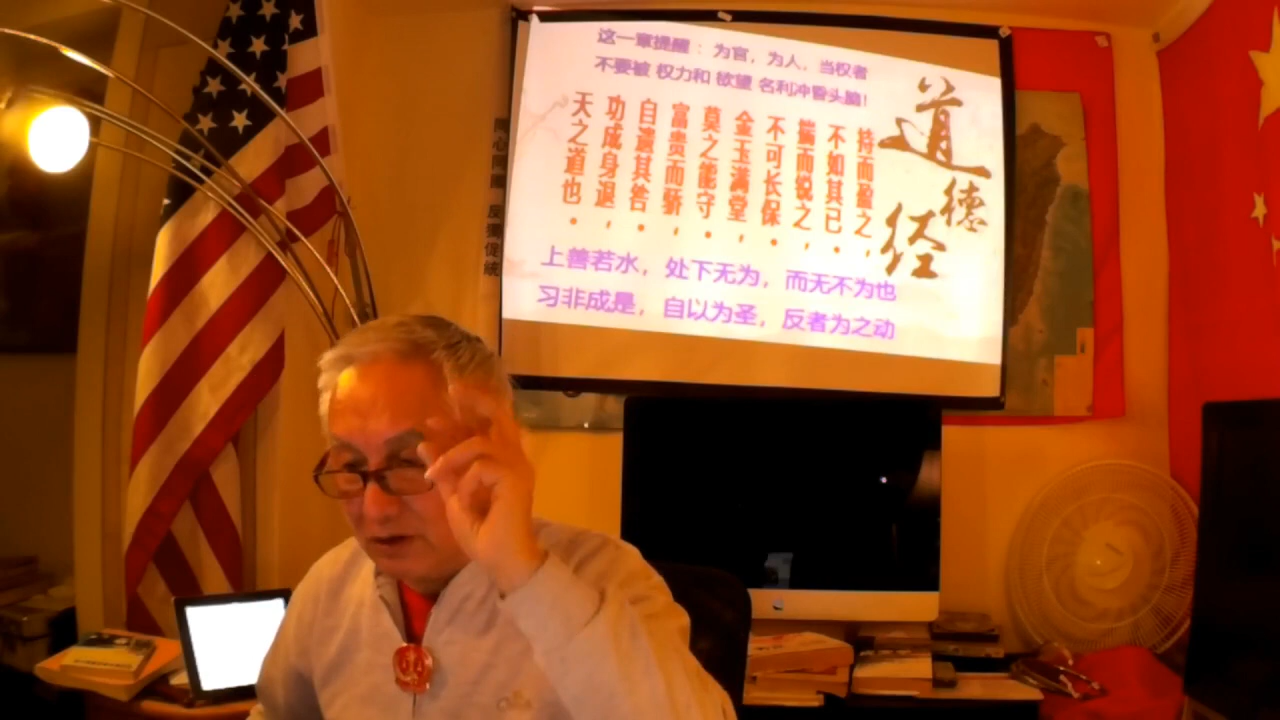 这一章提醒：为官，为人，当权者
不要被 权力和 欲望 名利冲昏头脑！
道德经
持而盈之，
不如其已。
揣而锐之，
不可长保。
金玉满堂，
莫之能守。
富贵而骄，
自遗其咎。
功成身退，
天之道也。
上善若水，处下无为，而无不为也
习非成是，自以为圣，反者为之动
反獨促統